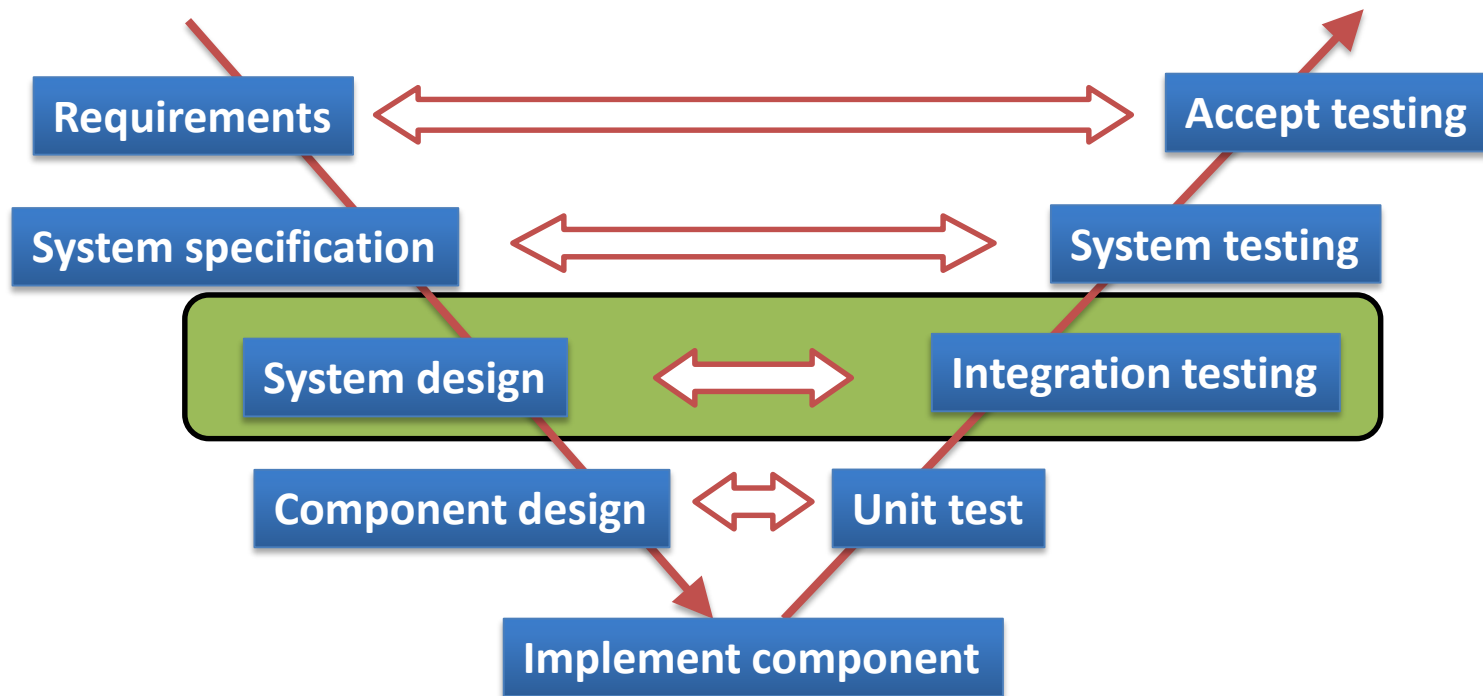 Requirements
Accept testing
System specification
System testing
System design
Integration testing
Component design
Unit test
Implement component